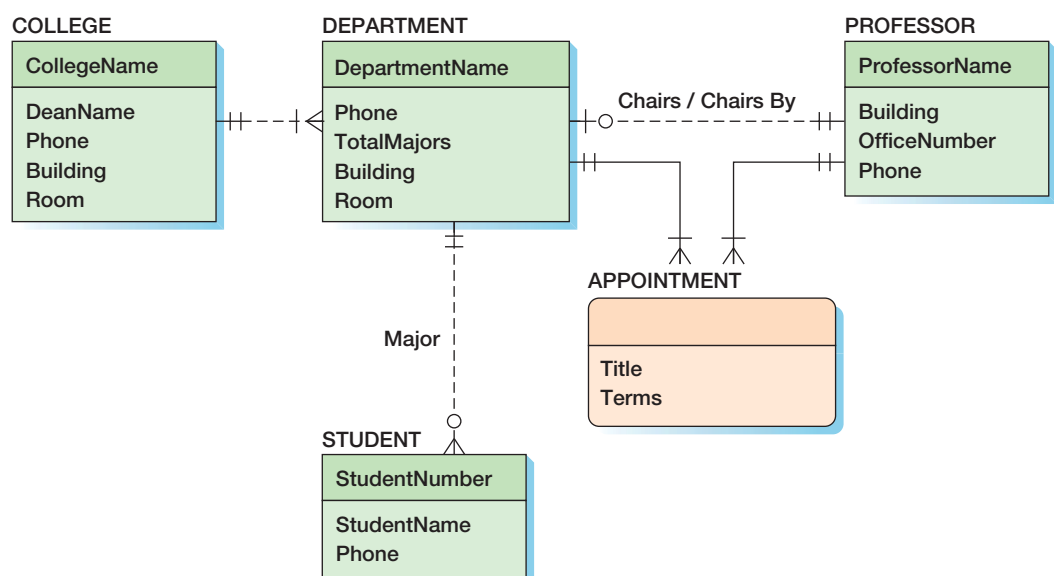 COLLEGE
CollegeName
DeanName
Phone
Building
Room
DEPARTMENT
DepartmentName
Phone
TotalMajors
Building
Room
Chairs / Chairs By
PROFESSOR
ProfessorName
Building
OfficeNumber
Phone
APPOINTMENT
Title
Terms
Major
STUDENT
StudentNumber
StudentName
Phone